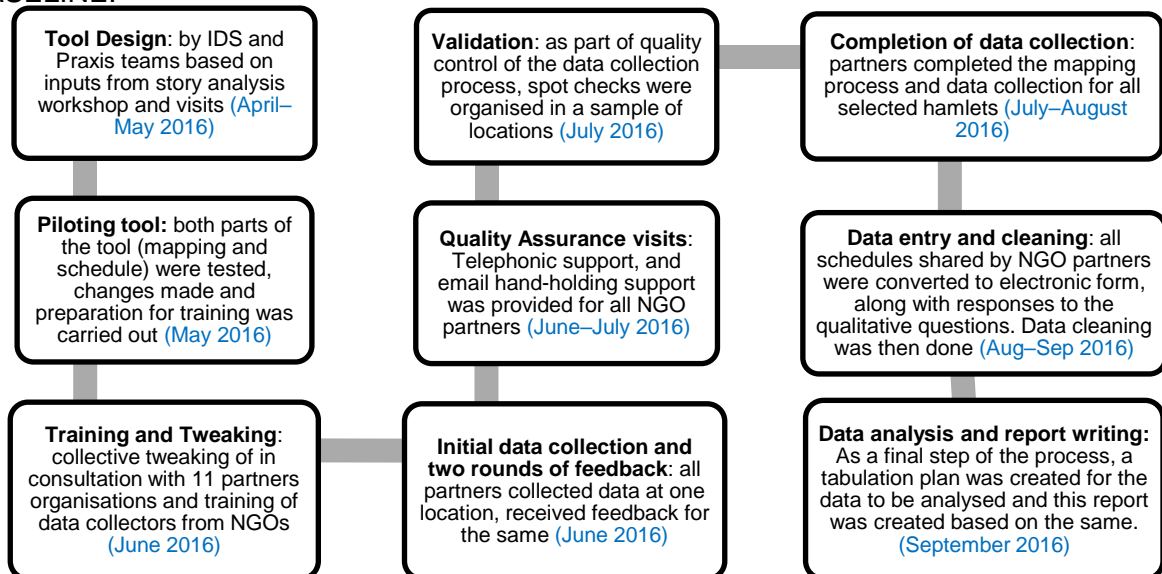 Tool Design: by IDS and
Praxis teams based on
inputs from story analysis
workshop and visits (April–
May 2016)
Piloting tool: both parts of
the tool (mapping and
schedule) were tested,
changes made and
preparation for training was
carried out (May 2016)
Training and Tweaking:
collective tweaking of in
consultation with 11 partners
organisations and training of
data collectors from NGOs
(June 2016)
Initial data collection and
two rounds of feedback: all
partners collected data at one
location, received feedback for
the same (June 2016)
Quality Assurance visits:
Telephonic support, and
email hand-holding support
was provided for all NGO
partners (June–July 2016)
Validation: as part of quality
control of the data collection
process, spot checks were
organised in a sample of
locations (July 2016)
Completion of data collection:
partners completed the mapping
process and data collection for all
selected hamlets (July–August
2016)
Data entry and cleaning: all
schedules shared by NGO partners
were converted to electronic form,
along with responses to the
qualitative questions. Data cleaning
was then done (Aug–Sep 2016)
Data analysis and report writing:
As a final step of the process, a
tabulation plan was created for the
data to be analysed and this report
was created based on the same.
(September 2016)